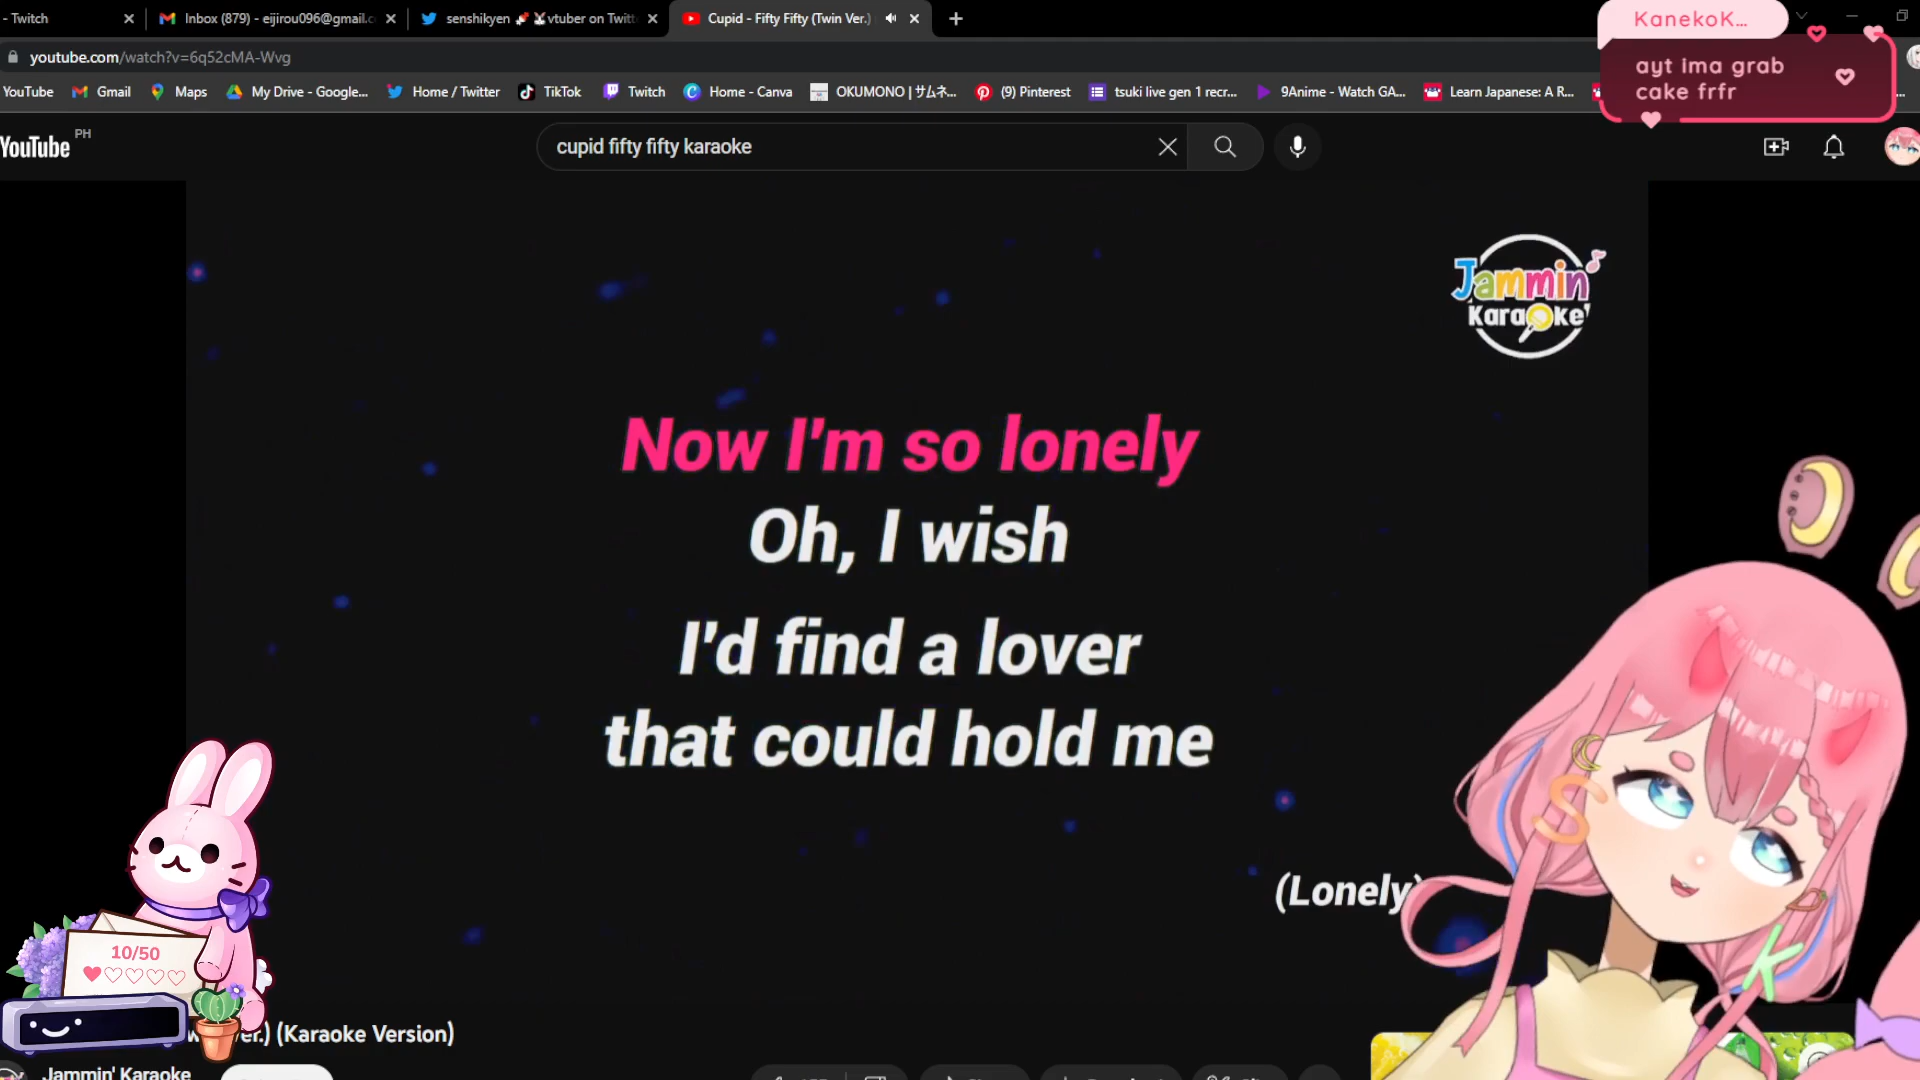 - Twitch
Inbox (879) - eijirou096@gmail.c
senshikyen
vtuber on Twit
Cupid - Fifty Fifty (Twin Ver.)
youtube.com/watch?v=6q52cMA-Wvg
YouTube
Gmail
Maps
My Drive - Google...
Home / Twitter
TikTok
Twitch
Home - Canva
OKUMONO | サムネ...
(9) Pinterest
tsuki live gen 1 recr...
9Anime - Watch GA...
Learn Japanese: A R...
KanekoK...
ayt ima grab
cake frfr
YouTube PH
cupid fifty fifty karaoke
Jammin'
Karaoke
Now I'm so lonely
Oh, I wish
I'd find a lover
that could hold me
(Lonely)
10/50
er.) (Karaoke Version)
Jammin' Karaoke
S
K